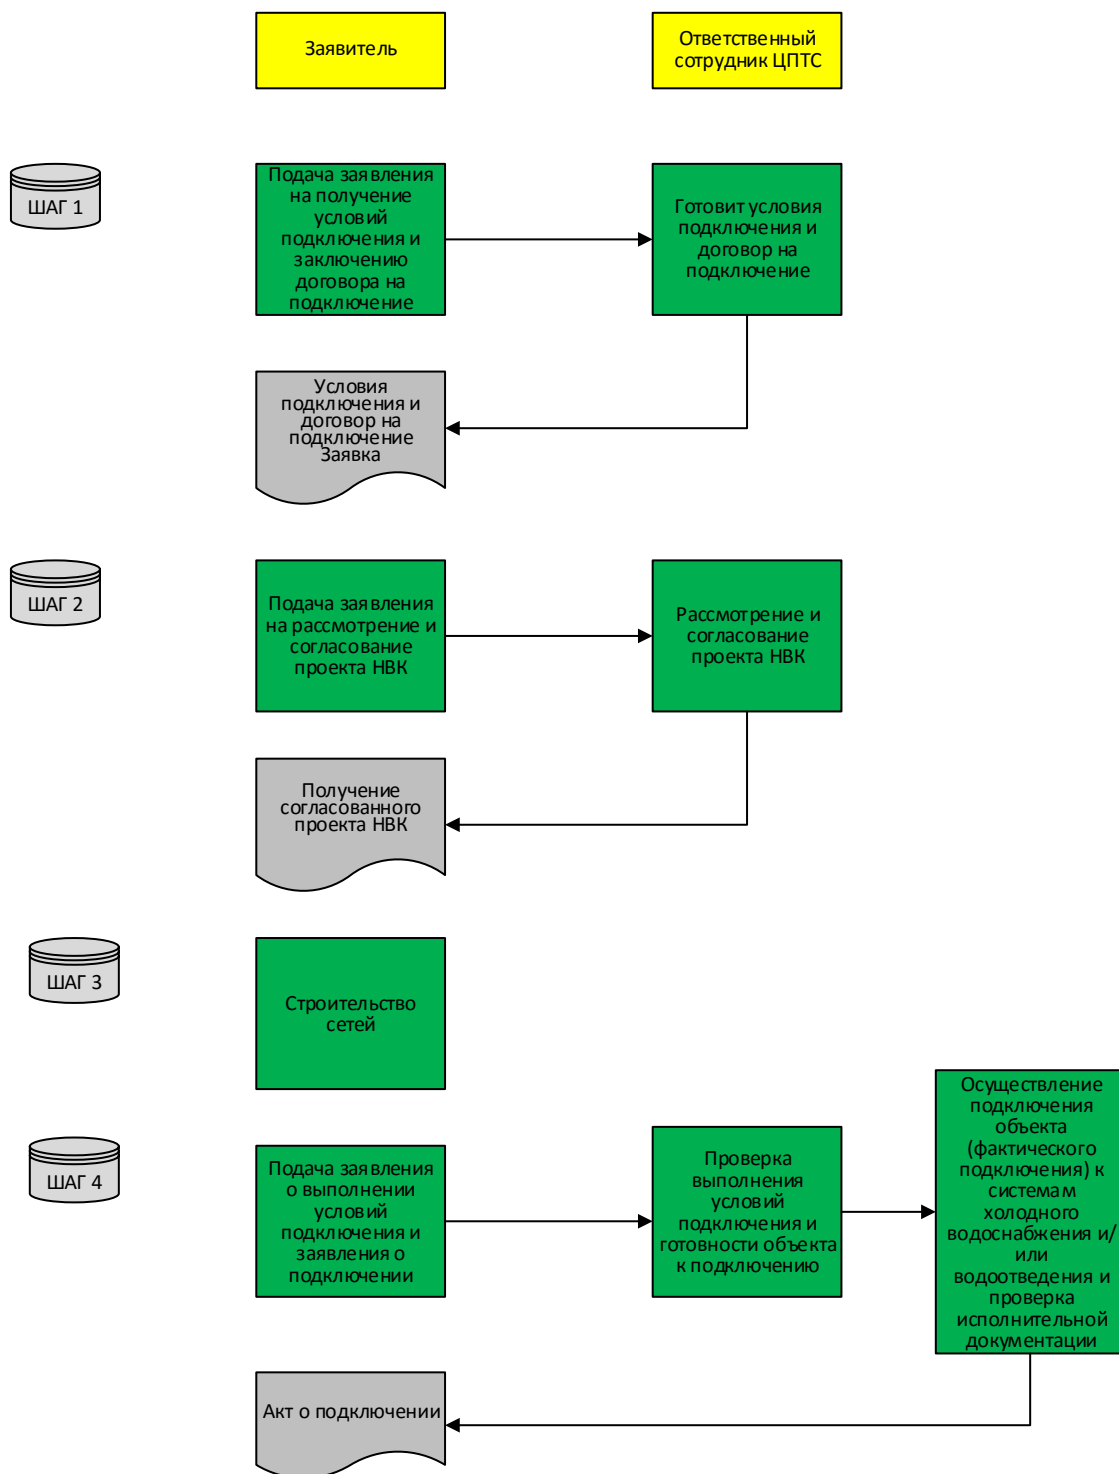 Заявитель
Ответственный
сотрудник ЦПТС
ШАГ 1
Подача заявления
на получение
условий
подключения и
заключению
договора на
подключение
Готовит условия
подключения и
договор на
подключение
Условия
подключения и
договор на
подключение
Заявка
ШАГ 2
Подача заявления
на рассмотрение и
согласование
проекта НВК
Рассмотрение и
согласование
проекта НВК
Получение
согласованного
проекта НВК
ШАГ 3
Строительство
сетей
ШАГ 4
Подача заявления
о выполнении
условий
подключения и
заявления о
подключении
Проверка
выполнения
условий
подключения и
готовности объекта
к подключению
Осуществление
подключения
объекта
(фактического
подключения) к
системам
холодного
водоснабжения и/
или
водоотведения и
проверка
исполнительной
документации
Акт о подключении